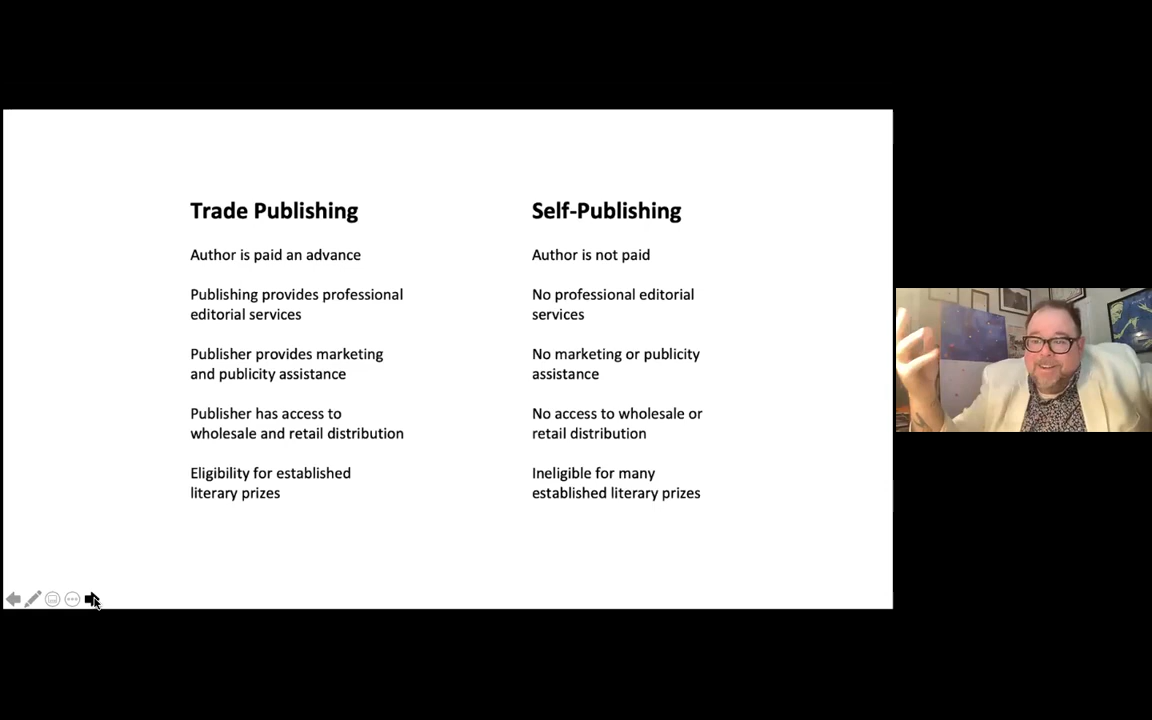 Trade Publishing
Author is paid an advance
Publishing provides professional
editorial services
Publisher provides marketing
and publicity assistance
Publisher has access to
wholesale and retail distribution
Eligibility for established
literary prizes
Self-Publishing
Author is not paid
No professional editorial
services
No marketing or publicity
assistance
No access to wholesale or
retail distribution
Ineligible for many
established literary prizes